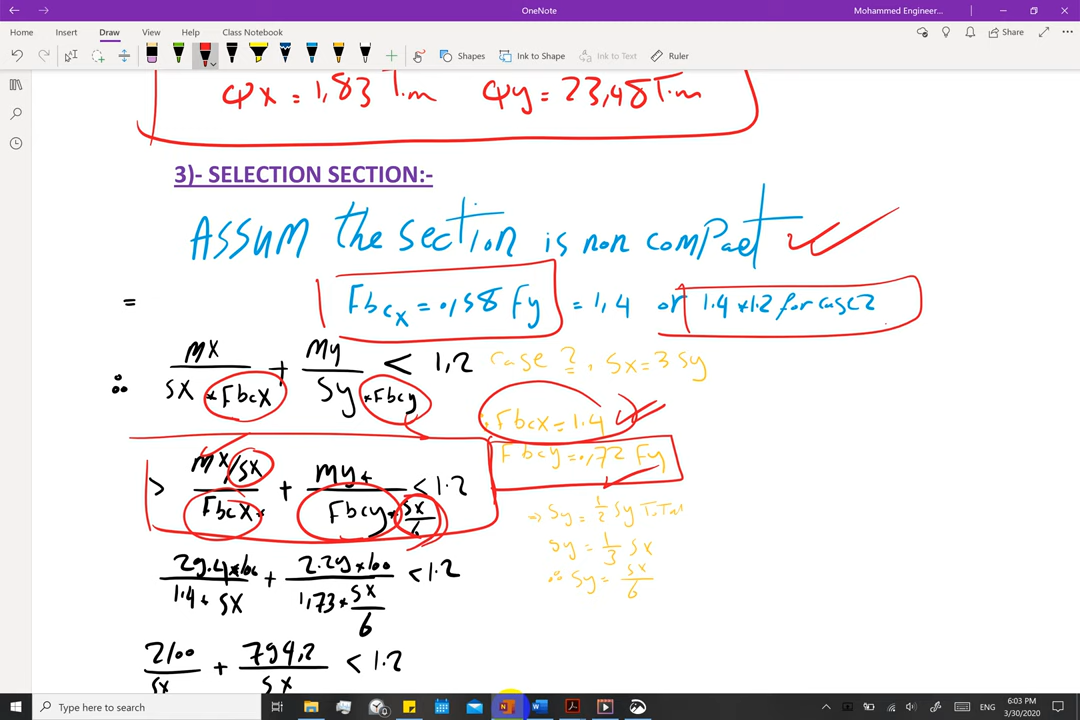 OneNote
Mohammed Engineer...
Home Insert Draw View Help Class Notebook
Share
Shapes Ink to Shape Ink to Text Ruler
φx = 1,83 T.m φy = 23,48 T.m
3)- SELECTION SECTION:-
ASSUM the section is non compact
= Fbcx = 0,58 Fy = 1,4 or 1.4*1.2 for case 2
∴ Mx / Sx * Fbcx + My / Sy * Fbcy < 1,2 case 2, Sx = 3 Sy
∴ Fbcx = 1.4
Fbcy = 0,72 Fy
> Mx/Sx / Fbcx * + My * / Fbcy * Sx/6 < 1.2
⇒ Sy = 1/2 Sy
Sy = 1/3 Sx
∴ Sy = Sx/6
29.4*100 / 1.4 * Sx + 2.29*100 / 1,73 * Sx/6 < 1.2
2100 / Sx + 794,2 / Sx < 1.2
Type here to search
ENG
6:03 PM
3/30/2020